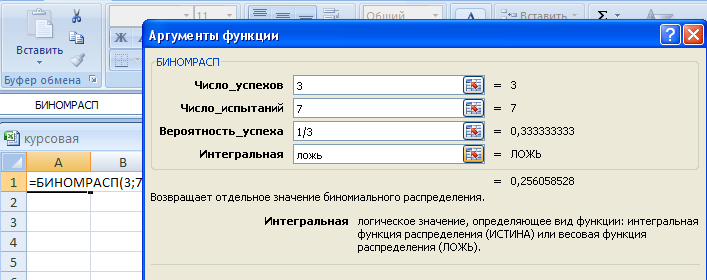 11
Общий
Вставить
Вставить
Σ
Ж
Буфер обмена
БИНОМРАСП
курсовая
A
B
1
=БИНОМРАСП(3;7
2
3
4
5
6
Аргументы функции
БИНОМРАСП
Число_успехов 3 = 3
Число_испытаний 7 = 7
Вероятность_успеха 1/3 = 0,333333333
Интегральная ложь = ЛОЖЬ
= 0,256058528
Возвращает отдельное значение биномиального распределения.
Интегральная логическое значение, определяющее вид функции: интегральная
функция распределения (ИСТИНА) или весовая функция
распределения (ЛОЖЬ).